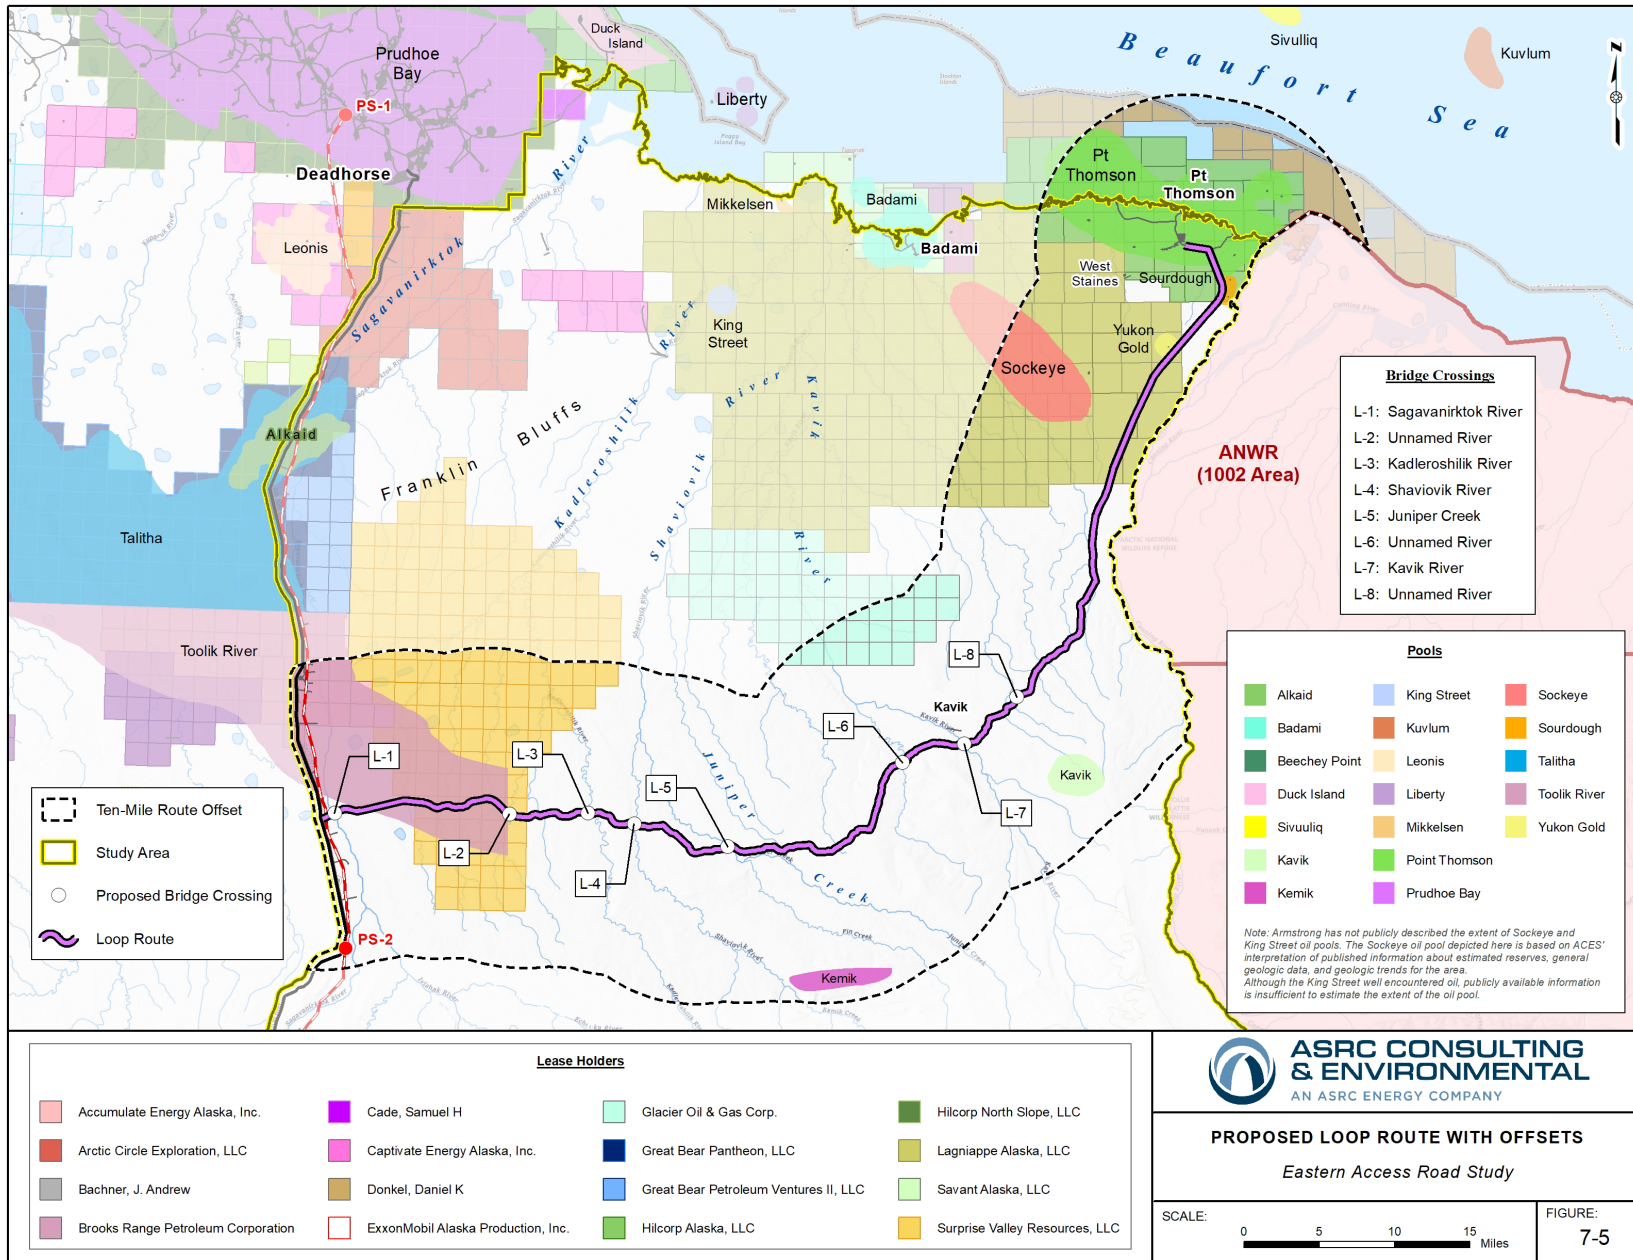 Prudhoe
Bay
Duck
Island
PS-1
Liberty
Sivulliq
Kuvlum
Beaufort Sea
N
Deadhorse
River
Sagavanirktok
Leonis
Mikkelsen
Badami
Badami
Pt
Thomson
Pt
Thomson
West
Staines
Sourdough
King
Street
River
Yukon
Gold
Sockeye
River
Kavik
Alkaid
Franklin Bluffs
Kadleroshilik
Shaviovik
River
ANWR
(1002 Area)
Talitha
Toolik River
Bridge Crossings
L-1: Sagavanirktok River
L-2: Unnamed River
L-3: Kadleroshilik River
L-4: Shaviovik River
L-5: Juniper Creek
L-6: Unnamed River
L-7: Kavik River
L-8: Unnamed River
L-8
Kavik
Kavik River
L-6
L-3
L-1
L-5
Juniper
Creek
Kavik
L-7
L-2
L-4
PS-2
Shaviovik River
Fin Creek
Juniper Creek
Kemik
Kemik Creek
Sagavanirktok River
Pools
Alkaid
King Street
Sockeye
Badami
Kuvlum
Sourdough
Beechey Point
Leonis
Talitha
Duck Island
Liberty
Toolik River
Sivuuliq
Mikkelsen
Yukon Gold
Kavik
Point Thomson
Kemik
Prudhoe Bay
Note: Armstrong has not publicly described the extent of Sockeye and
King Street oil pools. The Sockeye oil pool depicted here is based on ACES'
interpretation of published information about estimated reserves, general
geologic data, and geologic trends for the area.
Although the King Street well encountered oil, publicly available information
is insufficient to estimate the extent of the oil pool.
Ten-Mile Route Offset
Study Area
Proposed Bridge Crossing
Loop Route
Lease Holders
Accumulate Energy Alaska, Inc.
Cade, Samuel H
Glacier Oil & Gas Corp.
Hilcorp North Slope, LLC
Arctic Circle Exploration, LLC
Captivate Energy Alaska, Inc.
Great Bear Pantheon, LLC
Lagniappe Alaska, LLC
Bachner, J. Andrew
Donkel, Daniel K
Great Bear Petroleum Ventures II, LLC
Savant Alaska, LLC
Brooks Range Petroleum Corporation
ExxonMobil Alaska Production, Inc.
Hilcorp Alaska, LLC
Surprise Valley Resources, LLC
ASRC CONSULTING
& ENVIRONMENTAL
AN ASRC ENERGY COMPANY
PROPOSED LOOP ROUTE WITH OFFSETS
Eastern Access Road Study
SCALE:
0 5 10 15
Miles
FIGURE:
7-5